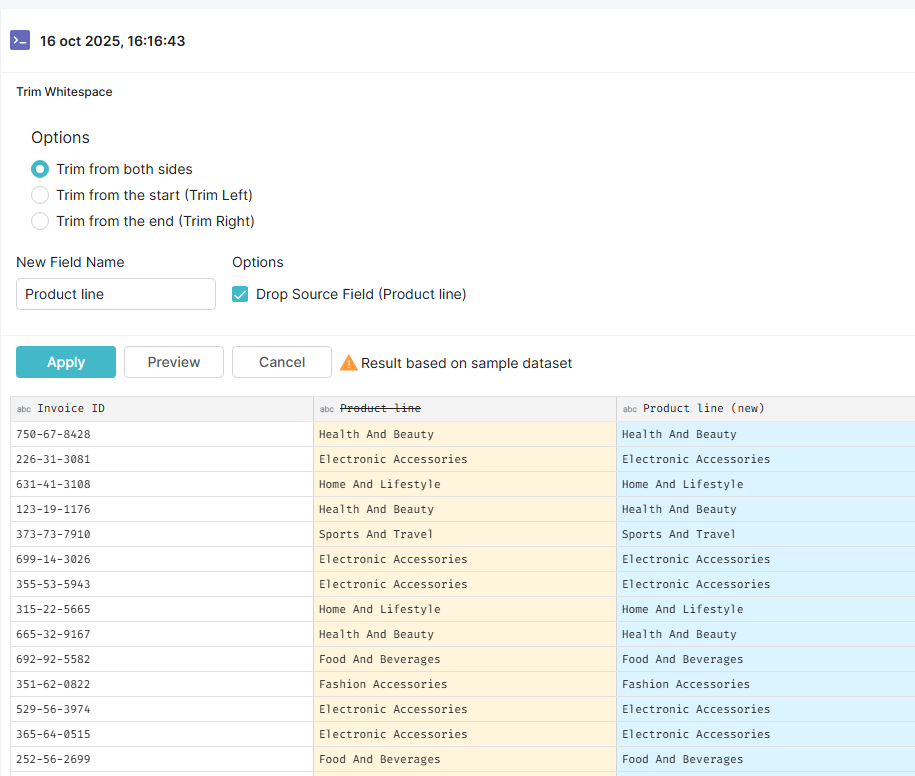 >_ 16 oct 2025, 16:16:43
Trim Whitespace
Options
Trim from both sides
Trim from the start (Trim Left)
Trim from the end (Trim Right)
New Field Name Options
Product line Drop Source Field (Product line)
Apply Preview Cancel Result based on sample dataset
abc Invoice ID abc Product line abc Product line (new)
750-67-8428 Health And Beauty Health And Beauty
226-31-3081 Electronic Accessories Electronic Accessories
631-41-3108 Home And Lifestyle Home And Lifestyle
123-19-1176 Health And Beauty Health And Beauty
373-73-7910 Sports And Travel Sports And Travel
699-14-3026 Electronic Accessories Electronic Accessories
355-53-5943 Electronic Accessories Electronic Accessories
315-22-5665 Home And Lifestyle Home And Lifestyle
665-32-9167 Health And Beauty Health And Beauty
692-92-5582 Food And Beverages Food And Beverages
351-62-0822 Fashion Accessories Fashion Accessories
529-56-3974 Electronic Accessories Electronic Accessories
365-64-0515 Electronic Accessories Electronic Accessories
252-56-2699 Food And Beverages Food And Beverages